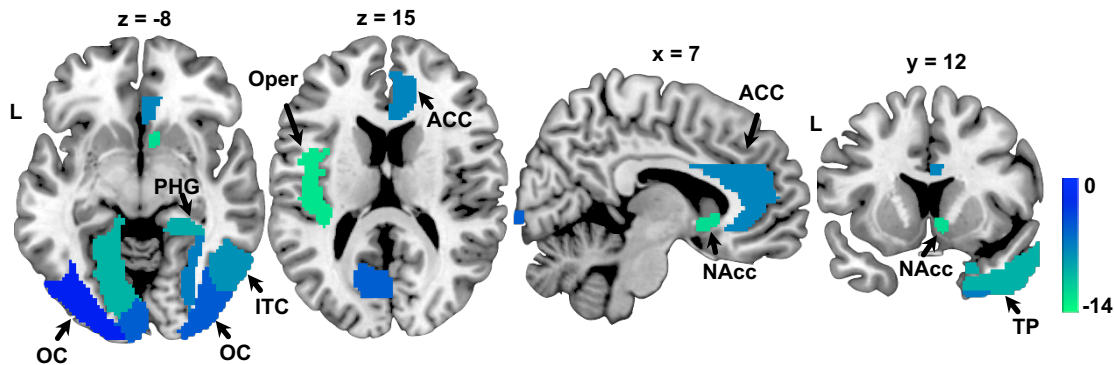 z = -8
z = 15
x = 7
y = 12
L
Oper
ACC
PHG
OC
OC
ITC
ACC
NAcc
L
NAcc
TP
0
-14